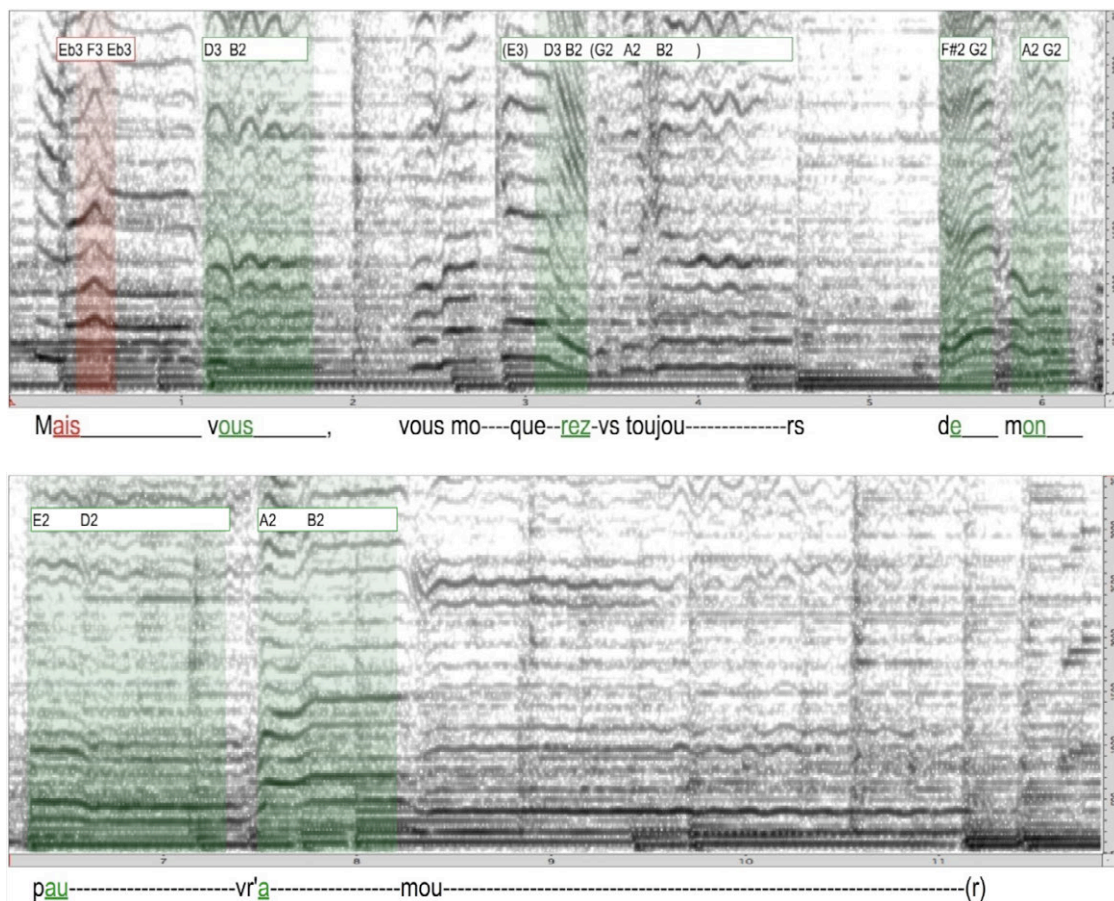 Eb3 F3 Eb3 D3 B2 (E3) D3 B2 (G2 A2 B2 ) F#2 G2 A2 G2
1 2 3 4 5 6
Mais__________ vous_______, vous mo----que--rez-vs toujou-------------rs de___ mon___
E2 D2 A2 B2
7 8 9 10 11
pau-----------------vr'a----------------mou---------------------------------------------------------------(r)